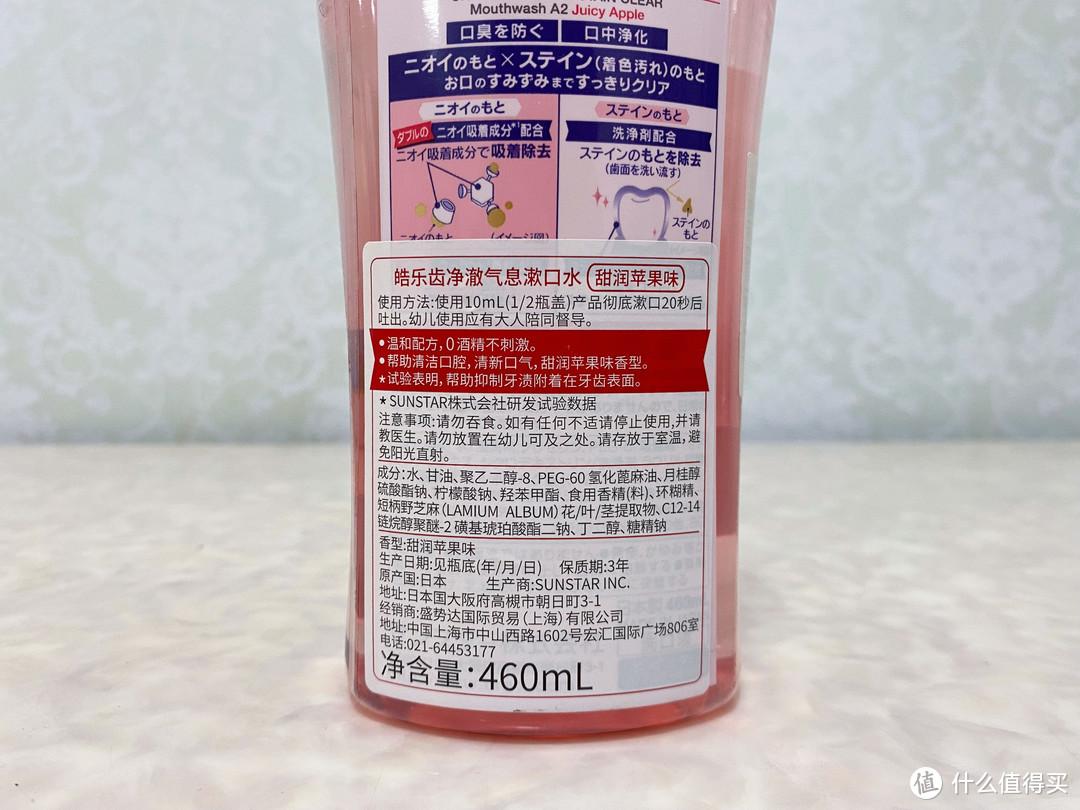 Mouthwash A2 Juicy Apple
口臭を防ぐ 口中浄化
ニオイのもと×ステイン(着色汚れ)のもと
お口のすみずみまですっきりクリア
ニオイのもと
ダブルの ニオイ吸着成分*¹配合
ニオイ吸着成分で吸着除去
ニオイのもと (イメージ図)
ステインのもと
洗浄剤配合
ステインのもとを除去
(歯面を洗い流す)
ステインの
もと
皓乐齿净澈气息漱口水 甜润苹果味
使用方法:使用10mL(1/2瓶盖)产品彻底漱口20秒后
吐出。幼儿使用应有大人陪同督导。
•温和配方,0酒精不刺激。
•帮助清洁口腔,清新口气,甜润苹果味香型。
*试验表明,帮助抑制牙渍附着在牙齿表面。
*SUNSTAR株式会社研发试验数据
注意事项:请勿吞食。如有任何不适请停止使用,并请
教医生。请勿放置在幼儿可及之处。请存放于室温,避
免阳光直射。
成分:水、甘油、聚乙二醇-8、PEG-60 氢化蓖麻油、月桂醇
硫酸酯钠、柠檬酸钠、羟苯甲酯、食用香精(料)、环糊精、
短柄野芝麻(LAMIUM ALBUM)花/叶/茎提取物、C12-14
链烷醇聚醚-2 磺基琥珀酸酯二钠、丁二醇、糖精钠
香型:甜润苹果味
生产日期:见瓶底(年/月/日) 保质期:3年
原产国:日本 生产商:SUNSTAR INC.
地址:日本国大阪府高槻市朝日町3-1
经销商:盛势达国际贸易(上海)有限公司
地址:中国上海市中山西路1602号宏汇国际广场806室
电话:021-64453177
净含量:460mL
值 什么值得买